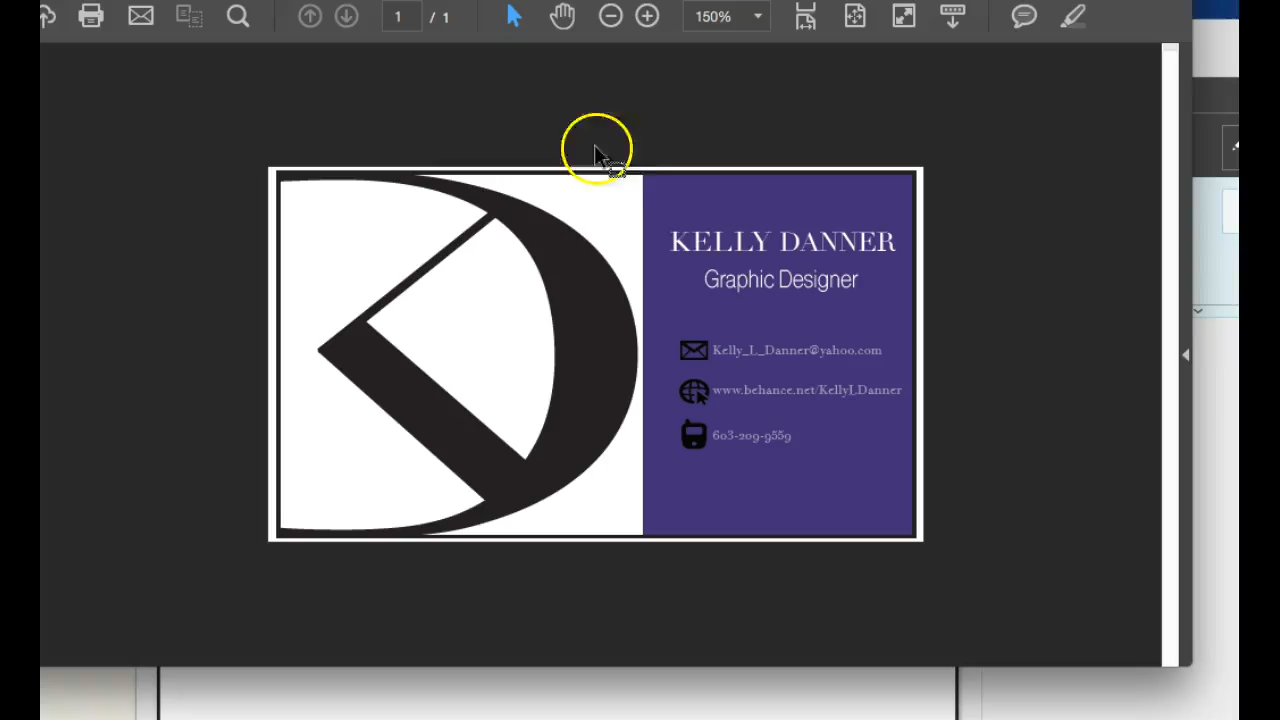 1 / 1
150%
KELLY DANNER
Graphic Designer
Kelly_L_Danner@yahoo.com
www.behance.net/KellyLDanner
603-209-9559